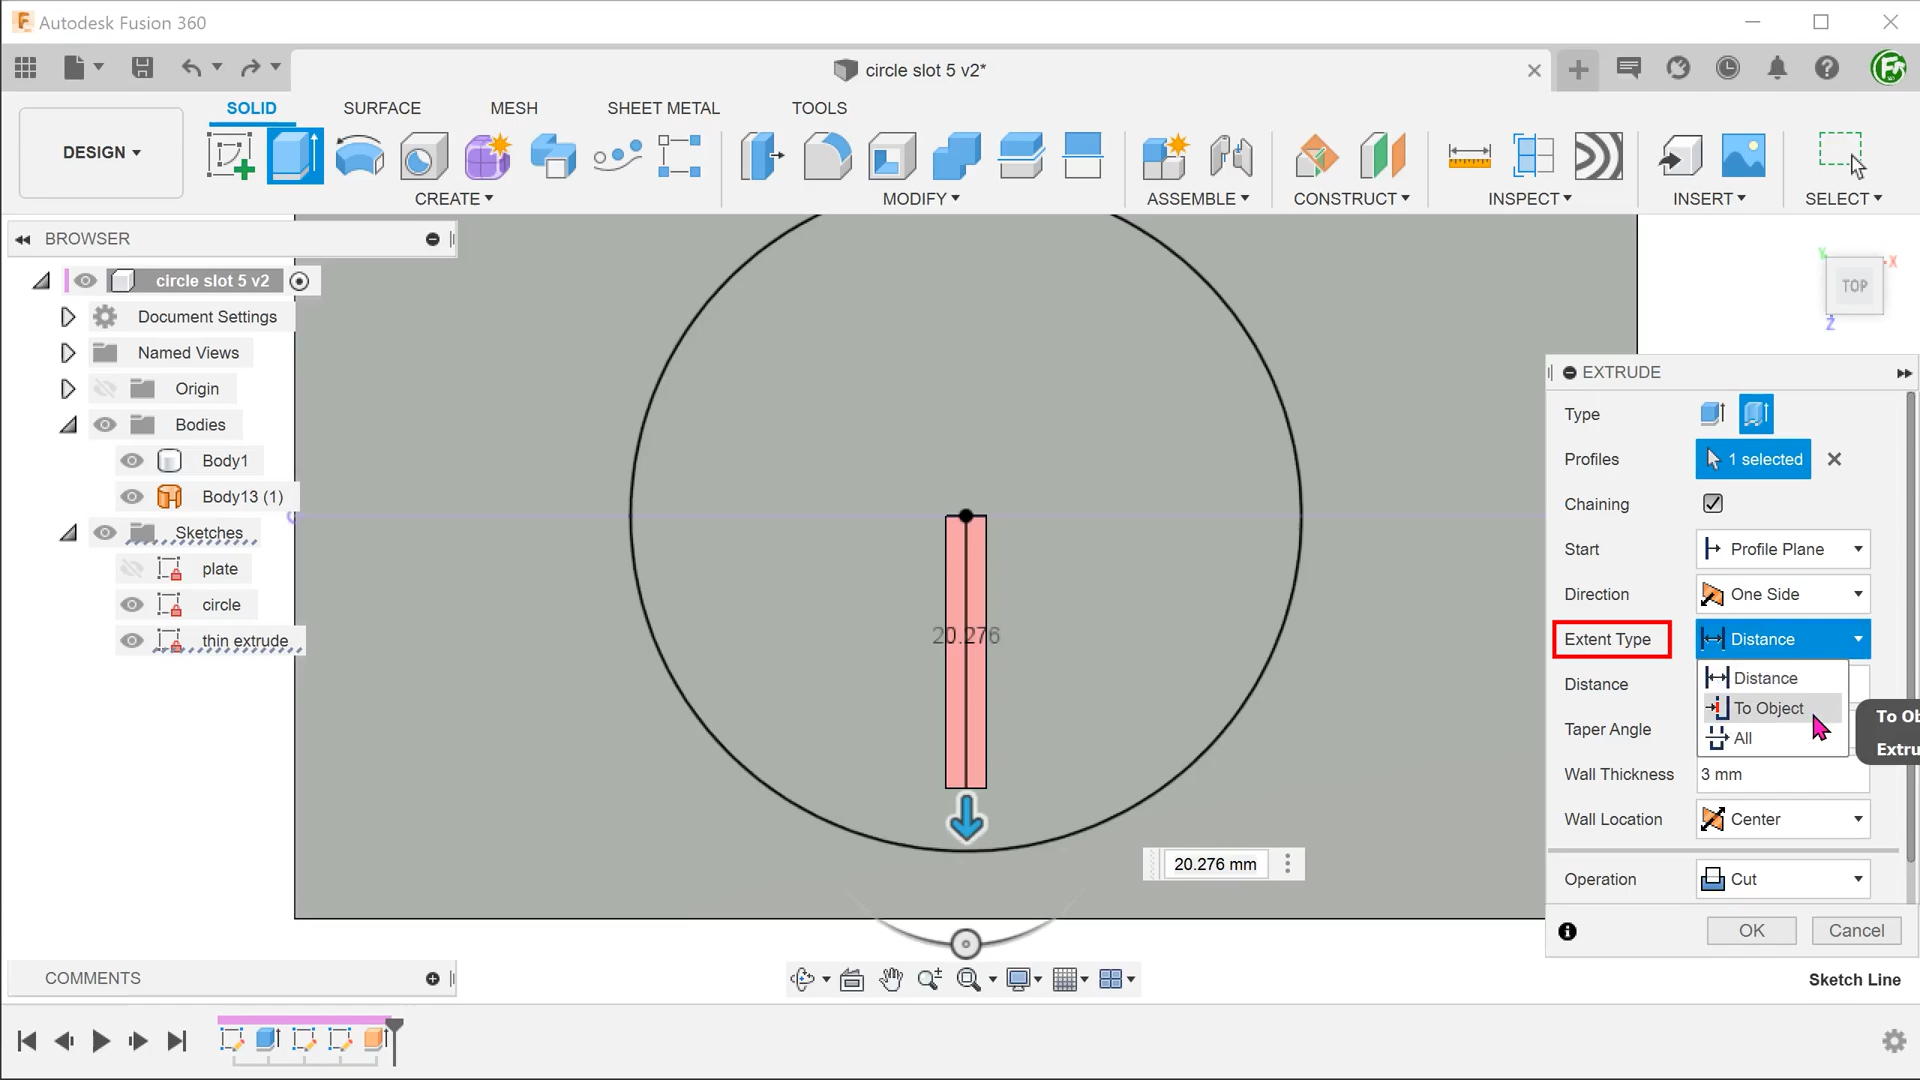 Autodesk Fusion 360
circle slot 5 v2*
SOLID SURFACE MESH SHEET METAL TOOLS
DESIGN
CREATE MODIFY ASSEMBLE CONSTRUCT INSPECT INSERT SELECT
BROWSER
circle slot 5 v2
Document Settings
Named Views
Origin
Bodies
Body1
Body13 (1)
Sketches
plate
circle
thin extrude
20.276
20.276 mm
Y
X
TOP
Z
EXTRUDE
Type
Profiles 1 selected
Chaining
Start Profile Plane
Direction One Side
Extent Type Distance
Distance
Distance
To Object
All
Taper Angle
Wall Thickness 3 mm
Wall Location Center
Operation Cut
OK Cancel
To Ob
Extru
COMMENTS
Sketch Line